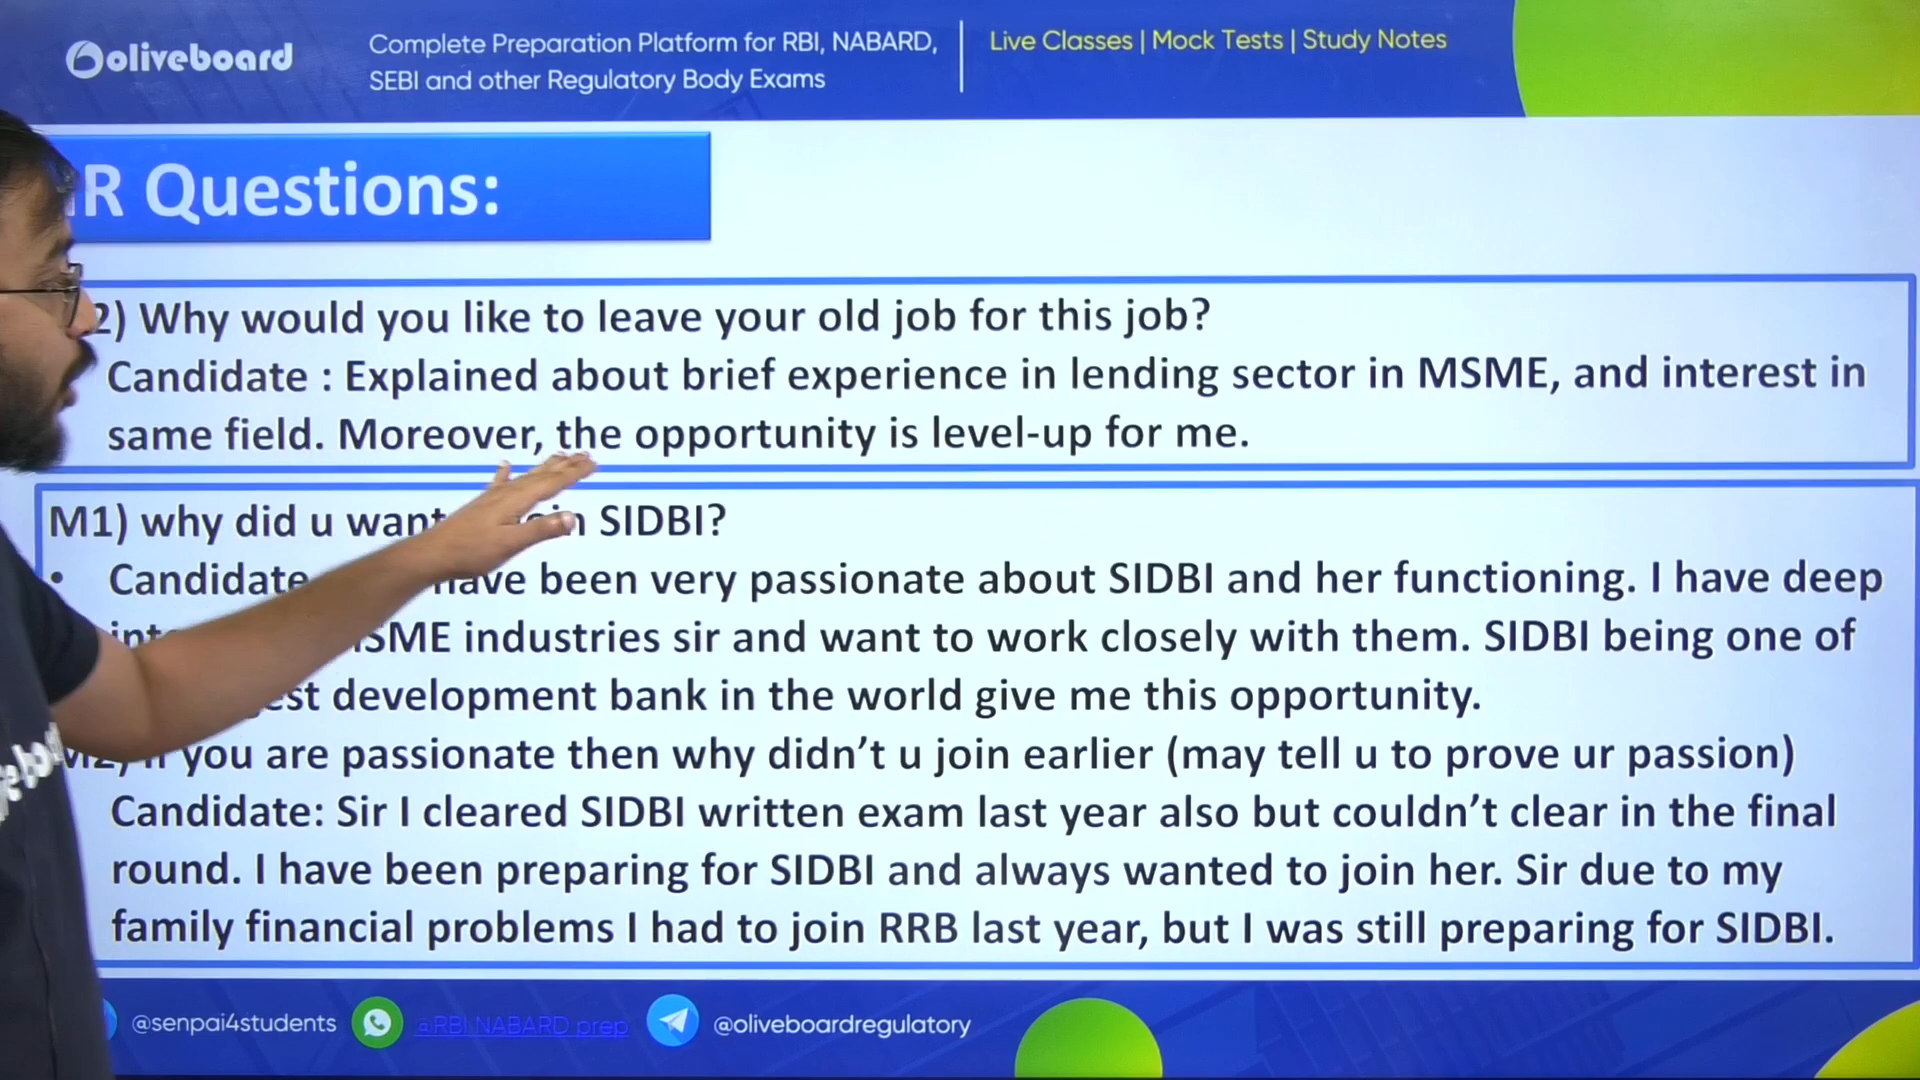 oliveboard
Complete Preparation Platform for RBI, NABARD,
SEBI and other Regulatory Body Exams
Live Classes | Mock Tests | Study Notes
R Questions:
2) Why would you like to leave your old job for this job?
Candidate : Explained about brief experience in lending sector in MSME, and interest in
same field. Moreover, the opportunity is level-up for me.
M1) why did u want SIDBI?
• Candidate have been very passionate about SIDBI and her functioning. I have deep
industries sir and want to work closely with them. SIDBI being one of
development bank in the world give me this opportunity.
you are passionate then why didn't u join earlier (may tell u to prove ur passion)
Candidate: Sir I cleared SIDBI written exam last year also but couldn't clear in the final
round. I have been preparing for SIDBI and always wanted to join her. Sir due to my
family financial problems I had to join RRB last year, but I was still preparing for SIDBI.
@senpai4students
@RBI NABARD prep
@oliveboardregulatory